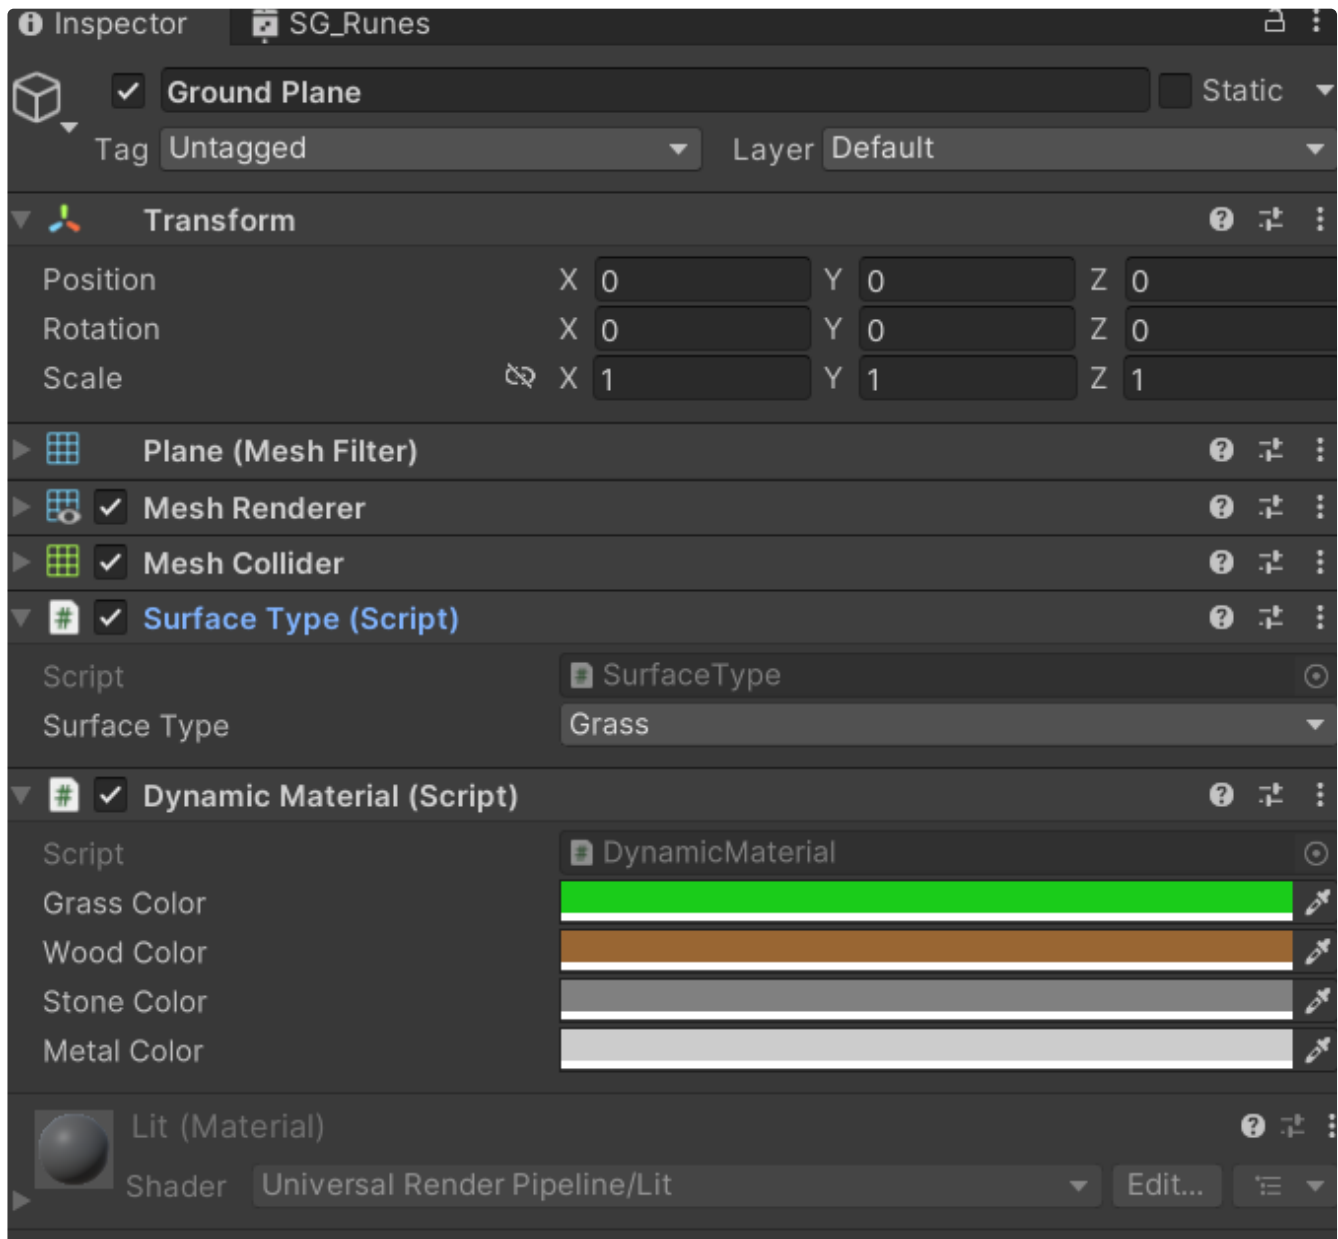 Inspector SG_Runes
Ground Plane Static
Tag Untagged Layer Default
Transform
Position X 0 Y 0 Z 0
Rotation X 0 Y 0 Z 0
Scale X 1 Y 1 Z 1
Plane (Mesh Filter)
Mesh Renderer
Mesh Collider
# Surface Type (Script)
Script # SurfaceType
Surface Type Grass
# Dynamic Material (Script)
Script # DynamicMaterial
Grass Color
Wood Color
Stone Color
Metal Color
Lit (Material)
Shader Universal Render Pipeline/Lit Edit...